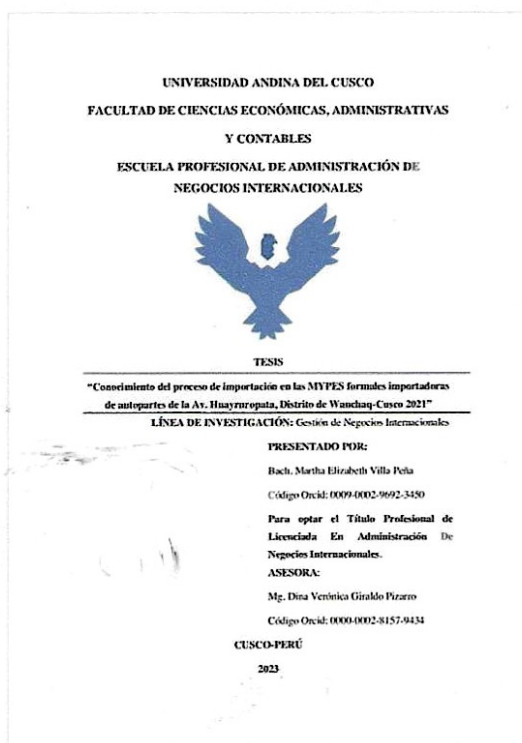 UNIVERSIDAD ANDINA DEL CUSCO
FACULTAD DE CIENCIAS ECONÓMICAS, ADMINISTRATIVAS
Y CONTABLES
ESCUELA PROFESIONAL DE ADMINISTRACIÓN DE
NEGOCIOS INTERNACIONALES
TESIS
"Conocimiento del proceso de importación en las MYPES formales importadoras
de autopartes de la Av. Huayruropata, Distrito de Wanchaq-Cusco 2021"
LÍNEA DE INVESTIGACIÓN: Gestión de Negocios Internacionales
PRESENTADO POR:
Bach. Martha Elizabeth Villa Peña
Código Orcid: 0009-0002-9692-3450
Para optar el Título Profesional de
Licenciada En Administración De
Negocios Internacionales.
ASESORA:
Mg. Dina Verónica Giraldo Pizarro
Código Orcid: 0000-0002-8157-9434
CUSCO-PERÚ
2023